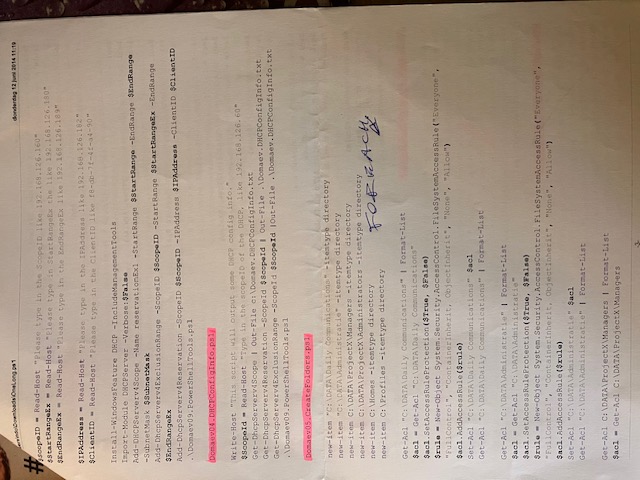 ervindo\Downloads\OneLong.ps1 donderdag 12 juni 2014 11:19
#
$ScopeID = Read-Host "Please type in the ScopeID like 192.168.126.160"
$StartRangeEx = Read-Host "Please type in StartRangeEx the like 192.168.126.180"
$EndRangeEx = Read-Host "Please type in the EndRangeEx like 192.168.126.189"
$IPAddress = Read-Host "Please type in the IPAddress like 192.168.126.182"
$ClientID = Read-Host "Please type in the ClientID like f8-db-7f-4f-a4-90"
Install-WindowsFeature DHCP -IncludeManagementTools
Import-Module DHCPServer -Verbose:$False
Add-DHCPServerv4Scope -Name reservationEx1 -StartRange $StartRange -EndRange $EndRange
-SubnetMask $SubnetMask
Add-DhcpServerv4ExclusionRange -ScopeID $ScopeID -StartRange $StartRangeEx -EndRange
$EndRangeEx
Add-DhcpServerv4Reservation -ScopeID $ScopeID -IPAddress $IPAddress -ClientID $ClientID
.\Domaev09.PowerShellTools.ps1
Domaev04.DHCPConfigInfo.ps1;
Write-Host "This script will output some DHCP config info."
$ScopeId = Read-Host "Type in the scopeID of the DHCP, like 192.168.126.60"
Get-DhcpServerv4Scope | Out-File c:\Domaev.DHCPConfigInfo.txt
Get-DhcpServerv4Reservation -ScopeId $ScopeId | Out-File .\Domaev.DHCPConfigInfo.txt
Get-DhcpServerv4ExclusionRange -ScopeId $ScopeId |Out-File .\Domaev.DHCPConfigInfo.txt
.\Domaev09.PowerShellTools.ps1
Domaev05.CreateFolders.ps1
new-item "C:\DATA\Daily Communications" -itemtype directory
new-item "C:\DATA\Administratie" -itemtype directory
new-item C:\DATA\ProjectX\Managers -itemtype directory
new-item C:\DATA\ProjectX\Administrators -itemtype directory
new-item C:\Homes -itemtype directory
new-item C:\Profiles -itemtype directory
FOREACH
Get-Acl "C:\DATA\Daily Communications" | Format-List
$acl = Get-Acl "C:\DATA\Daily Communications"
$acl.SetAccessRuleProtection($True, $False)
$rule = New-Object System.Security.AccessControl.FileSystemAccessRule("Everyone",
"FullControl", "ContainerInherit, ObjectInherit", "None", "Allow")
$acl.AddAccessRule($rule)
Set-Acl "C:\DATA\Daily Communications" $acl
Get-Acl "C:\DATA\Daily Communications" | Format-List
Get-Acl "C:\DATA\Administratie" | Format-List
$acl = Get-Acl "C:\DATA\Administratie"
$acl.SetAccessRuleProtection($True, $False)
$rule = New-Object System.Security.AccessControl.FileSystemAccessRule("Everyone",
"FullControl", "ContainerInherit, ObjectInherit", "None", "Allow")
$acl.AddAccessRule($rule)
Set-Acl "C:\DATA\Administratie" $acl
Get-Acl "C:\DATA\Administratie" | Format-List
Get-Acl C:\DATA\ProjectX\Managers | Format-List
$acl = Get-Acl C:\DATA\ProjectX\Managers
-3-